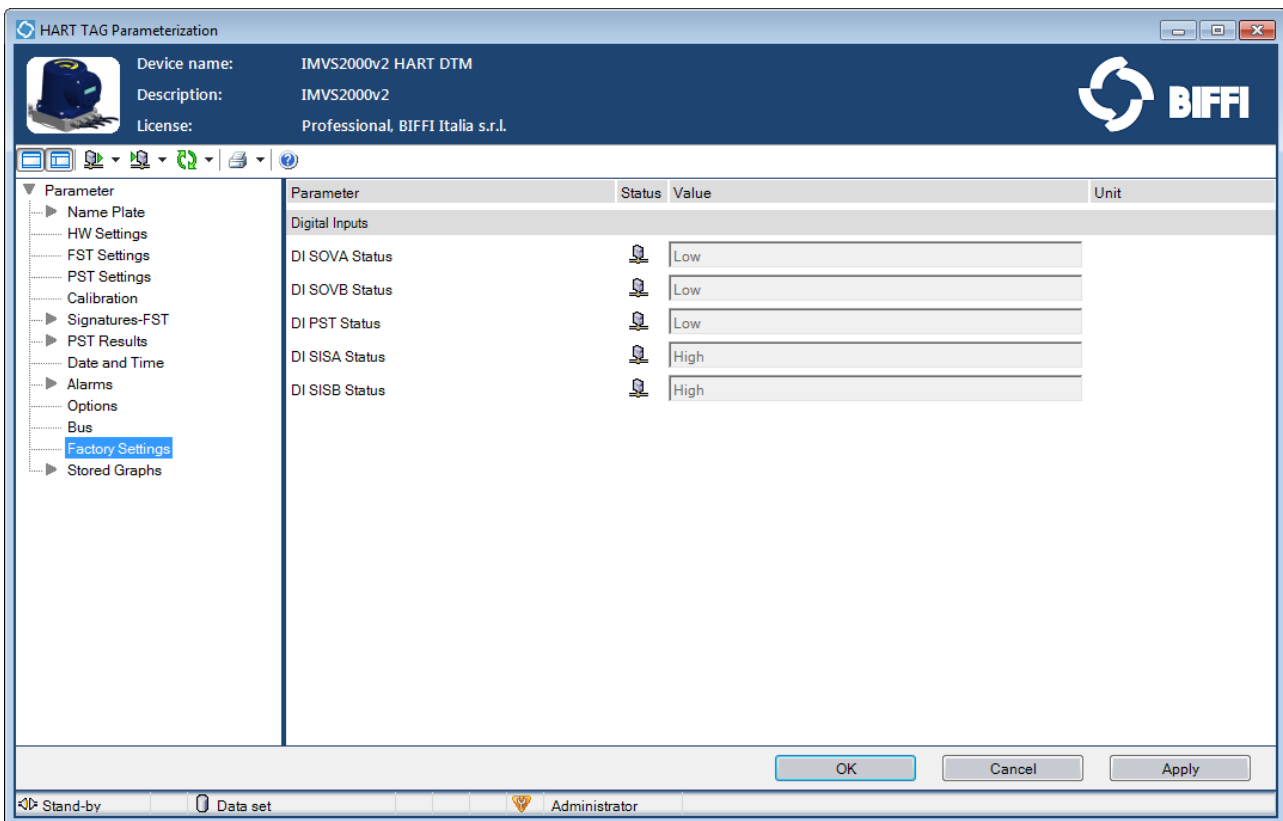 HART TAG Parameterization
Device name: IMVS2000v2 HART DTM
Description: IMVS2000v2
License: Professional, BIFFI Italia s.r.l.
BIFFI
Parameter
Name Plate
HW Settings
FST Settings
PST Settings
Calibration
Signatures-FST
PST Results
Date and Time
Alarms
Options
Bus
Factory Settings
Stored Graphs
Parameter Status Value Unit
Digital Inputs
DI SOVA Status Low
DI SOVB Status Low
DI PST Status Low
DI SISA Status High
DI SISB Status High
OK Cancel Apply
Stand-by Data set Administrator